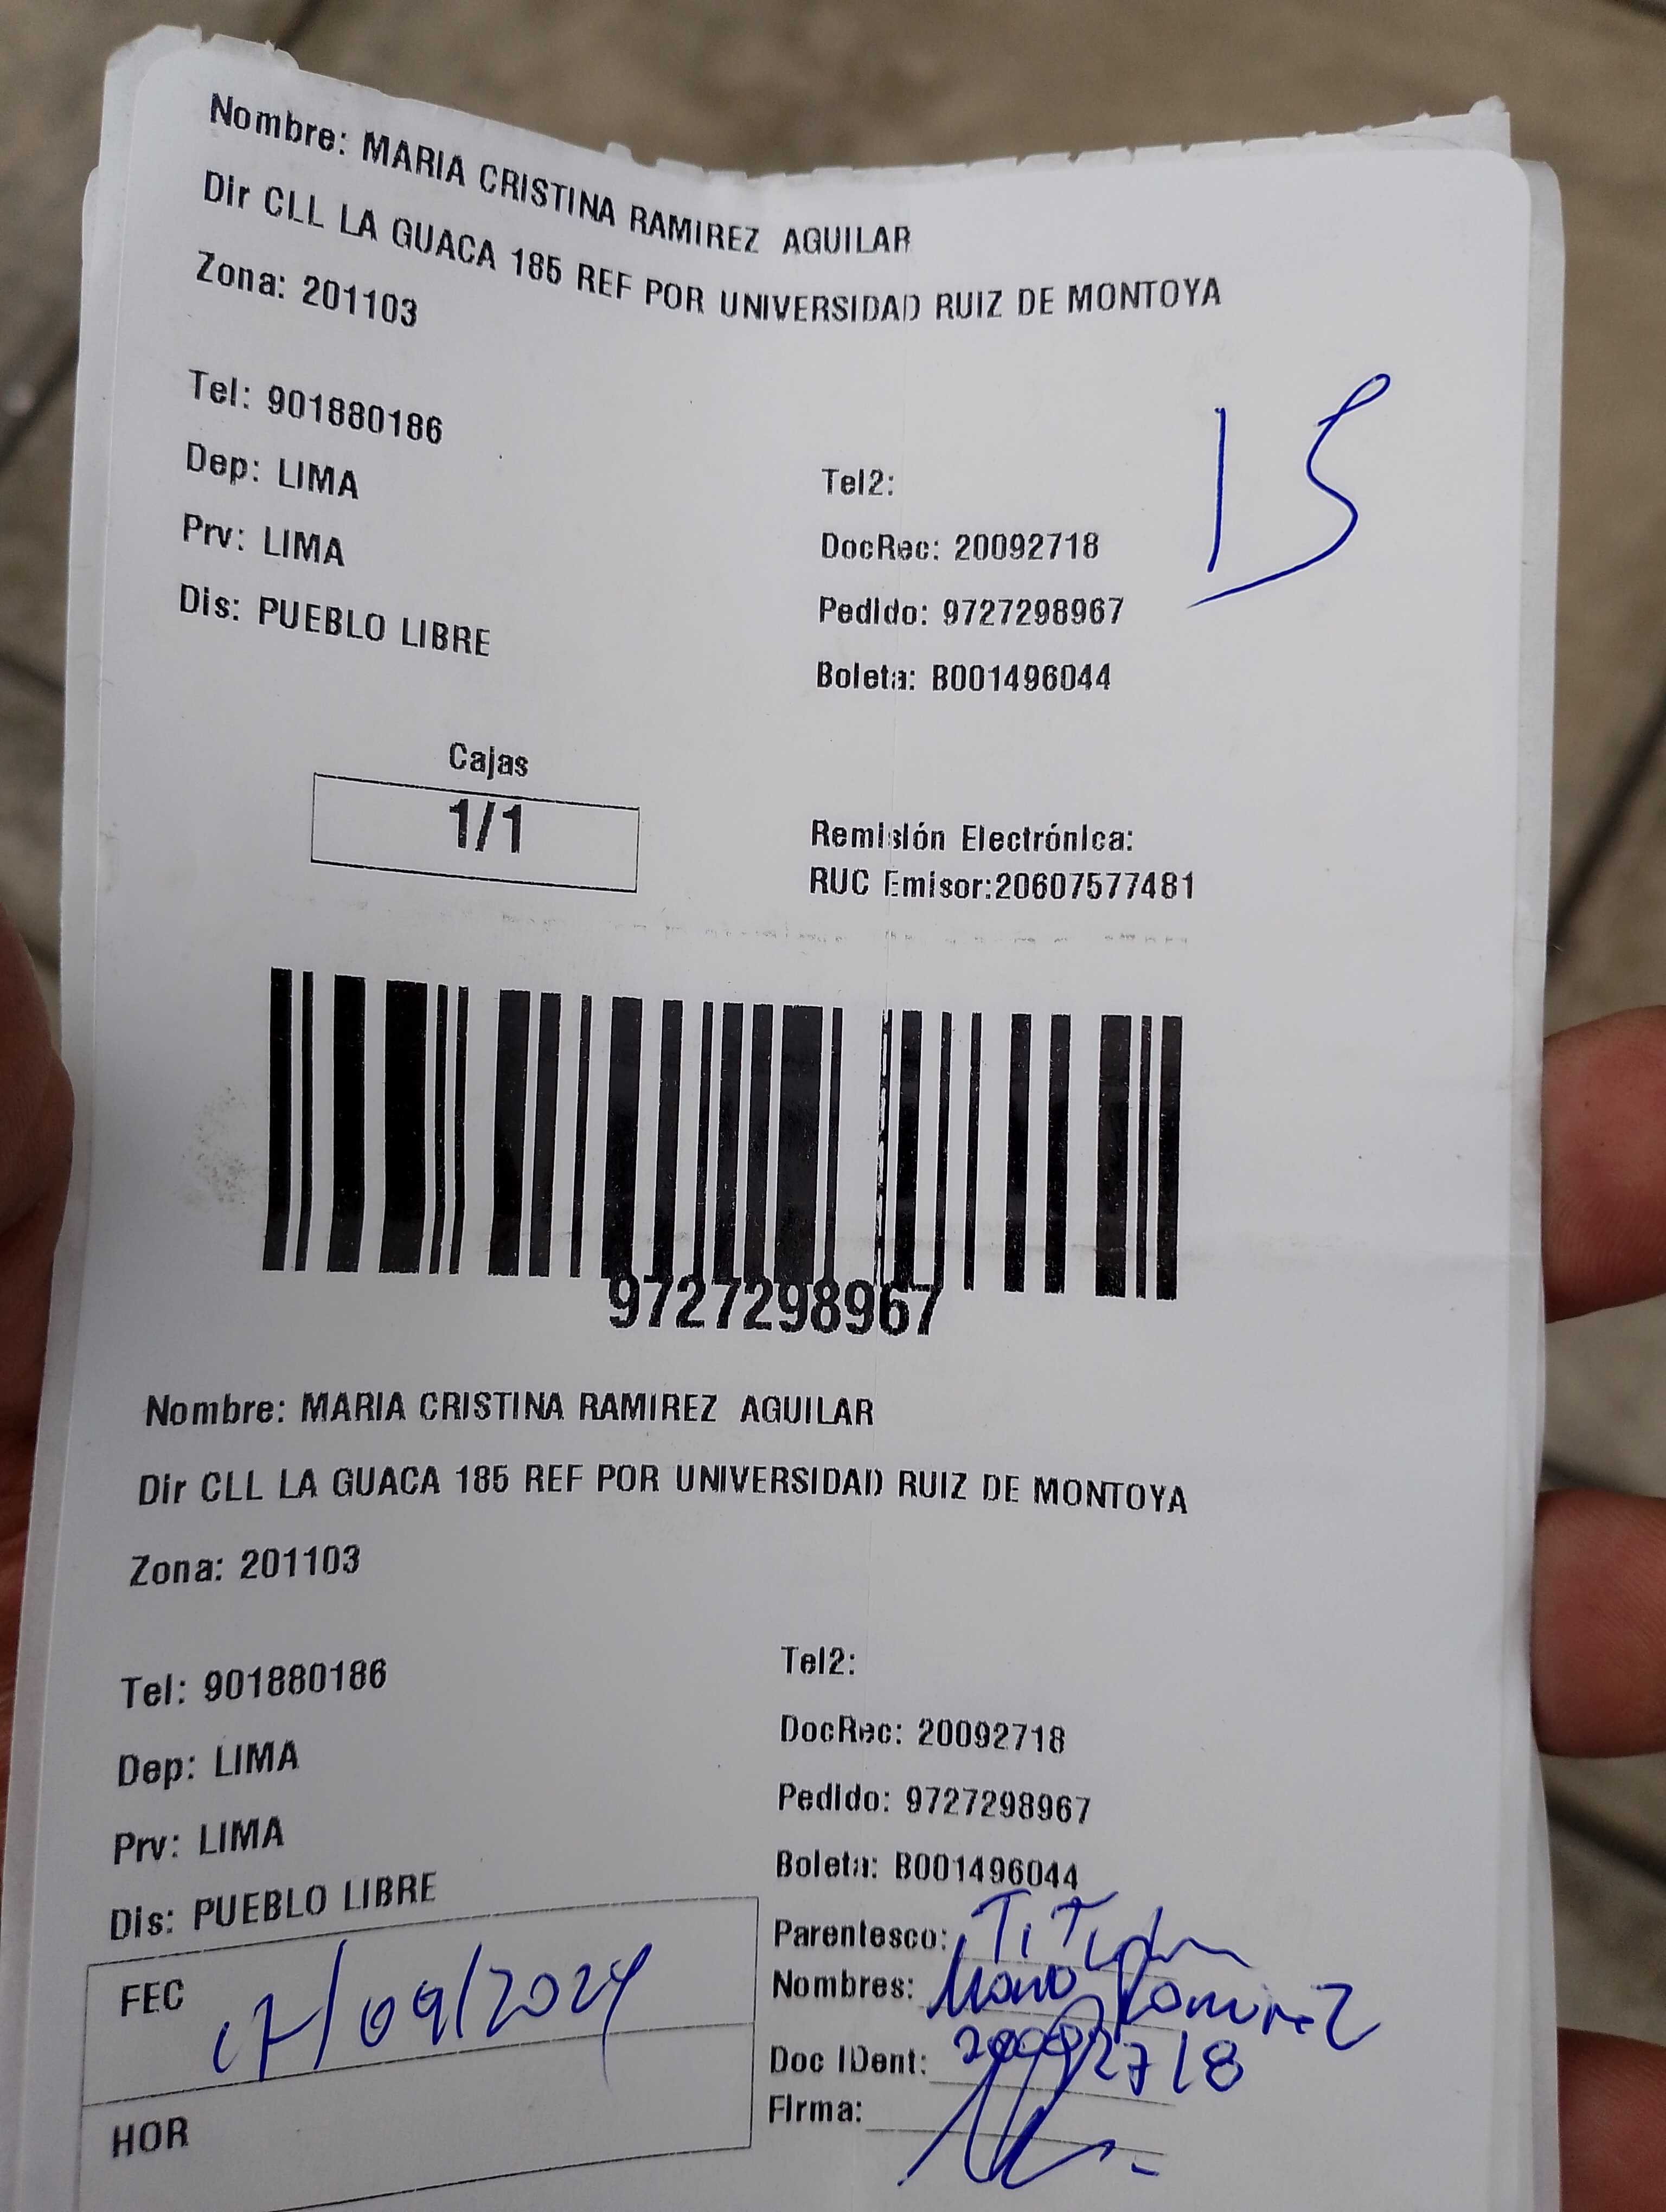 Nombre: MARIA CRISTINA RAMIREZ AGUILAR
Dir CLL LA GUACA 185 REF POR UNIVERSIDAD RUIZ DE MONTOYA
Zona: 201103
Tel: 901880186
Dep: LIMA
Prv: LIMA
Dis: PUEBLO LIBRE
Tel2:
DocRec: 20092718
Pedido: 9727298967
Boleta: B001496044
15
Cajas
1/1
Remisión Electrónica:
RUC Emisor:20607577481
9727298967
Nombre: MARIA CRISTINA RAMIREZ AGUILAR
Dir CLL LA GUACA 185 REF POR UNIVERSIDAD RUIZ DE MONTOYA
Zona: 201103
Tel: 901880186
Dep: LIMA
Prv: LIMA
Dis: PUEBLO LIBRE
Tel2:
DocRec: 20092718
Pedido: 9727298967
Boleta: B001496044
FEC 17/09/2024
HOR
Parentesco: Titular
Nombres: Ramirez
Doc IDent: 20092718
Firma: